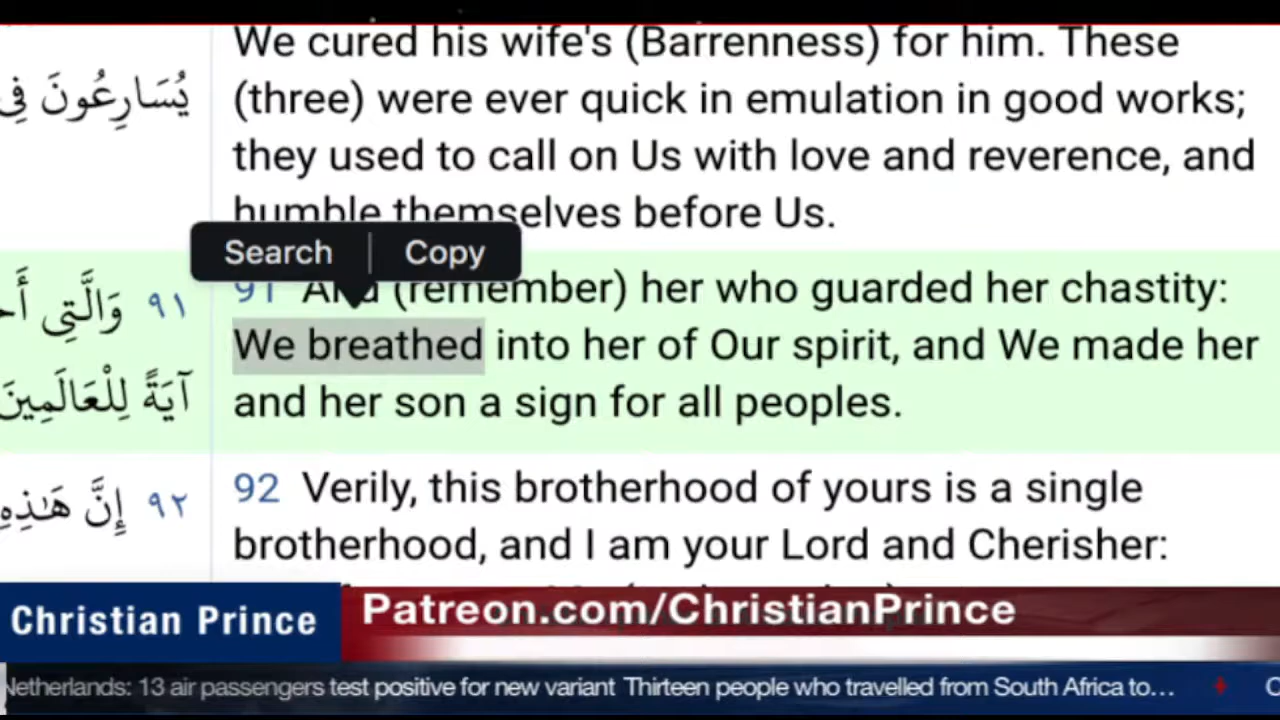 We cured his wife's (Barrenness) for him. These
يُسَارِعُونَ فِي
(three) were ever quick in emulation in good works;
they used to call on Us with love and reverence, and
humble themselves before Us.
Search
Copy
٩١ وَالَّتِي
91 And (remember) her who guarded her chastity:
We breathed into her of Our spirit, and We made her
آيَةً لِلْعَالَمِينَ
and her son a sign for all peoples.
٩٢ إِنَّ هَٰذِهِ
92 Verily, this brotherhood of yours is a single
brotherhood, and I am your Lord and Cherisher:
Christian Prince
Patreon.com/ChristianPrince
Netherlands: 13 air passengers test positive for new variant Thirteen people who travelled from South Africa to...